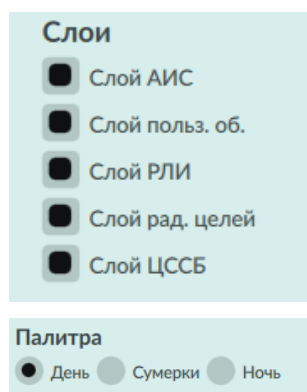 Слои
Слой АИС
Слой польз. об.
Слой РЛИ
Слой рад. целей
Слой ЦССБ
Палитра
День Сумерки Ночь